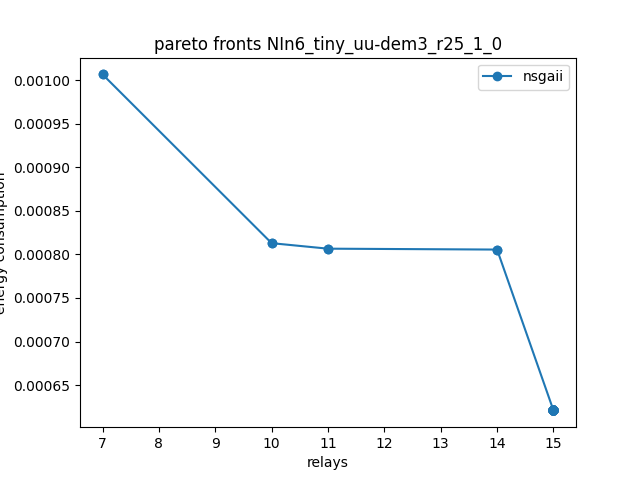 pareto fronts NIn6_tiny_uu-dem3_r25_1_0
nsgaii
0.00100
0.00095
0.00090
0.00085
0.00080
0.00075
0.00070
0.00065
energy consumption
7 8 9 10 11 12 13 14 15
relays